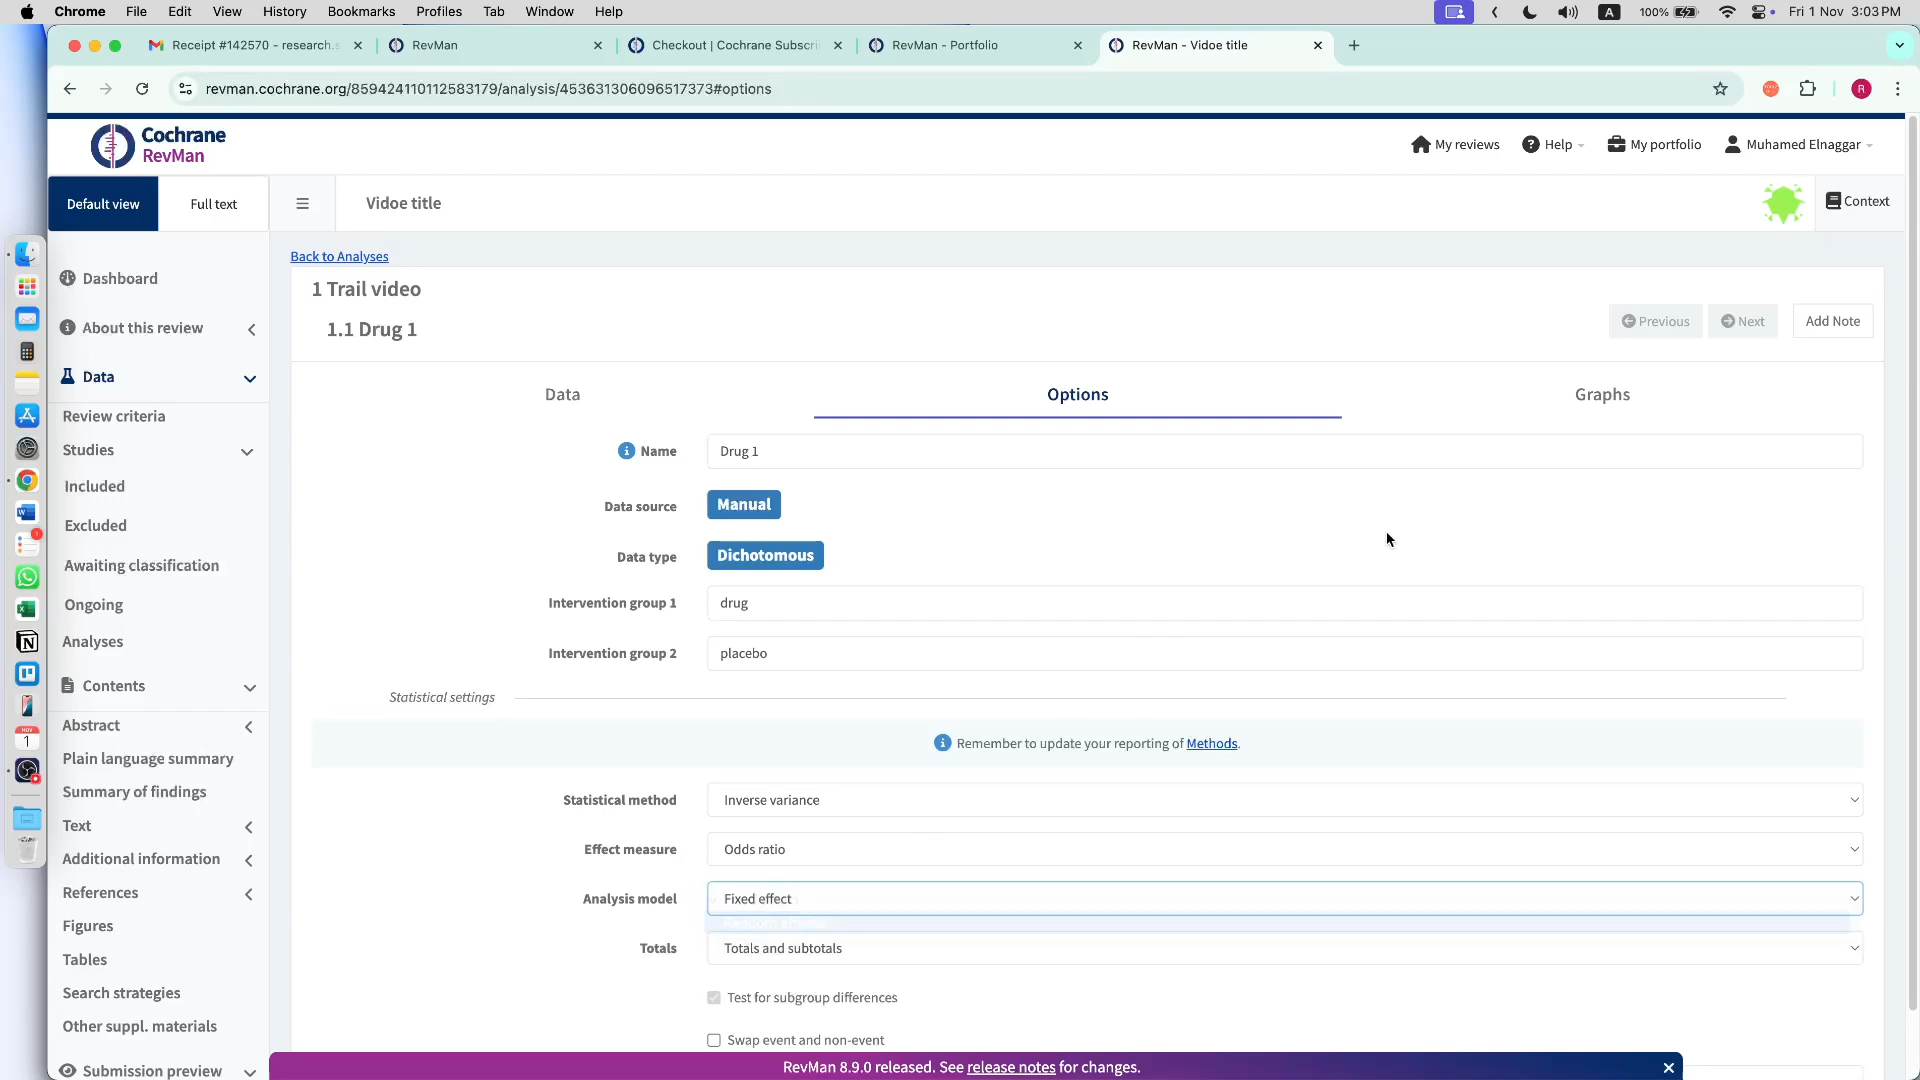 Chrome File Edit View History Bookmarks Profiles Tab Window Help
A 100% Fri 1 Nov 3:03 PM
Receipt #142570 - research.s
RevMan
Checkout | Cochrane Subscri
RevMan - Portfolio
RevMan - Vidoe title
revman.cochrane.org/859424110112583179/analysis/453631306096517373#options
R
Cochrane
RevMan
My reviews
Help
My portfolio
Muhamed Elnaggar
Default view
Full text
Vidoe title
Context
Dashboard
About this review
Data
Review criteria
Studies
Included
Excluded
Awaiting classification
Ongoing
Analyses
Contents
Abstract
Plain language summary
Summary of findings
Text
Additional information
References
Figures
Tables
Search strategies
Other suppl. materials
Submission preview
Back to Analyses
1 Trail video
1.1 Drug 1
Previous
Next
Add Note
Data
Options
Graphs
Name
Drug 1
Data source
Manual
Data type
Dichotomous
Intervention group 1
drug
Intervention group 2
placebo
Statistical settings
Remember to update your reporting of Methods.
Statistical method
Inverse variance
Effect measure
Odds ratio
Analysis model
Fixed effect
Totals
Totals and subtotals
Test for subgroup differences
Swap event and non-event
RevMan 8.9.0 released. See release notes for changes.